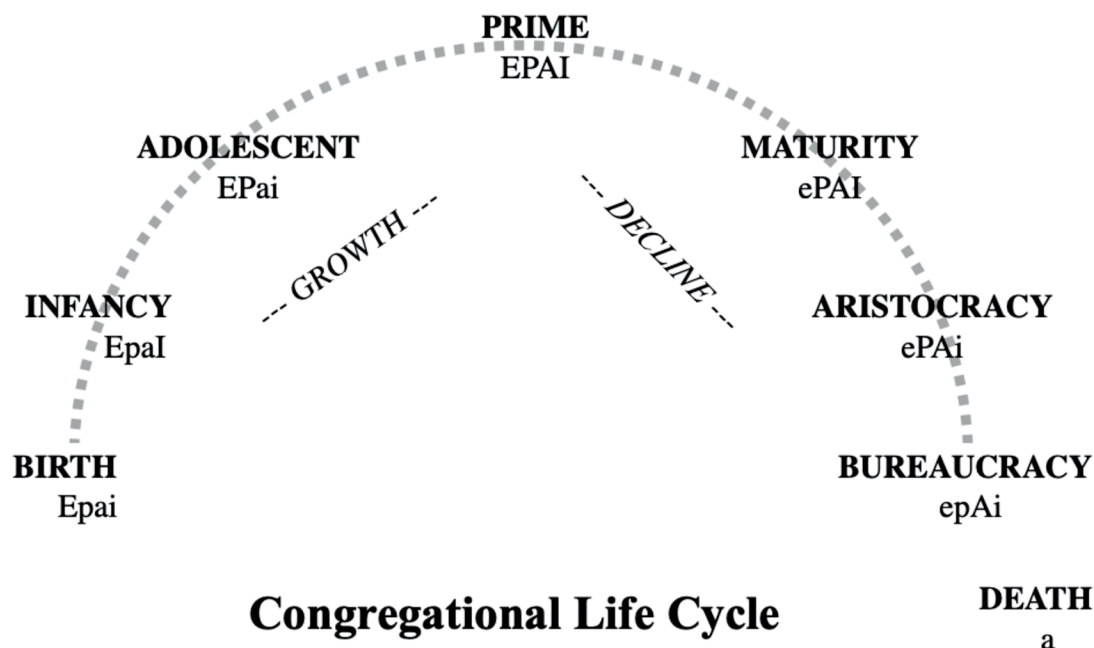 PRIME
EPAI
ADOLESCENT
EPai
MATURITY
ePAI
--- GROWTH ---
--- DECLINE ---
INFANCY
EpaI
ARISTOCRACY
ePAi
BIRTH
Epai
BUREAUCRACY
epAi
Congregational Life Cycle
DEATH
a